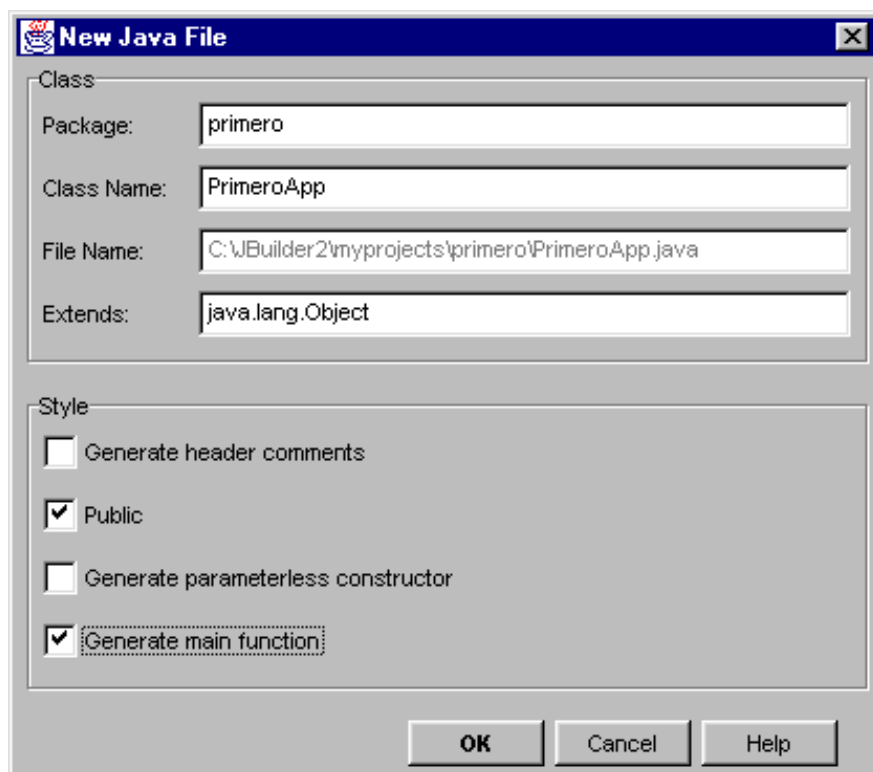 New Java File
Class
Package: primero
Class Name: PrimeroApp
File Name: C:\JBuilder2\myprojects\primero\PrimeroApp.java
Extends: java.lang.Object
Style
Generate header comments
Public
Generate parameterless constructor
Generate main function
OK Cancel Help